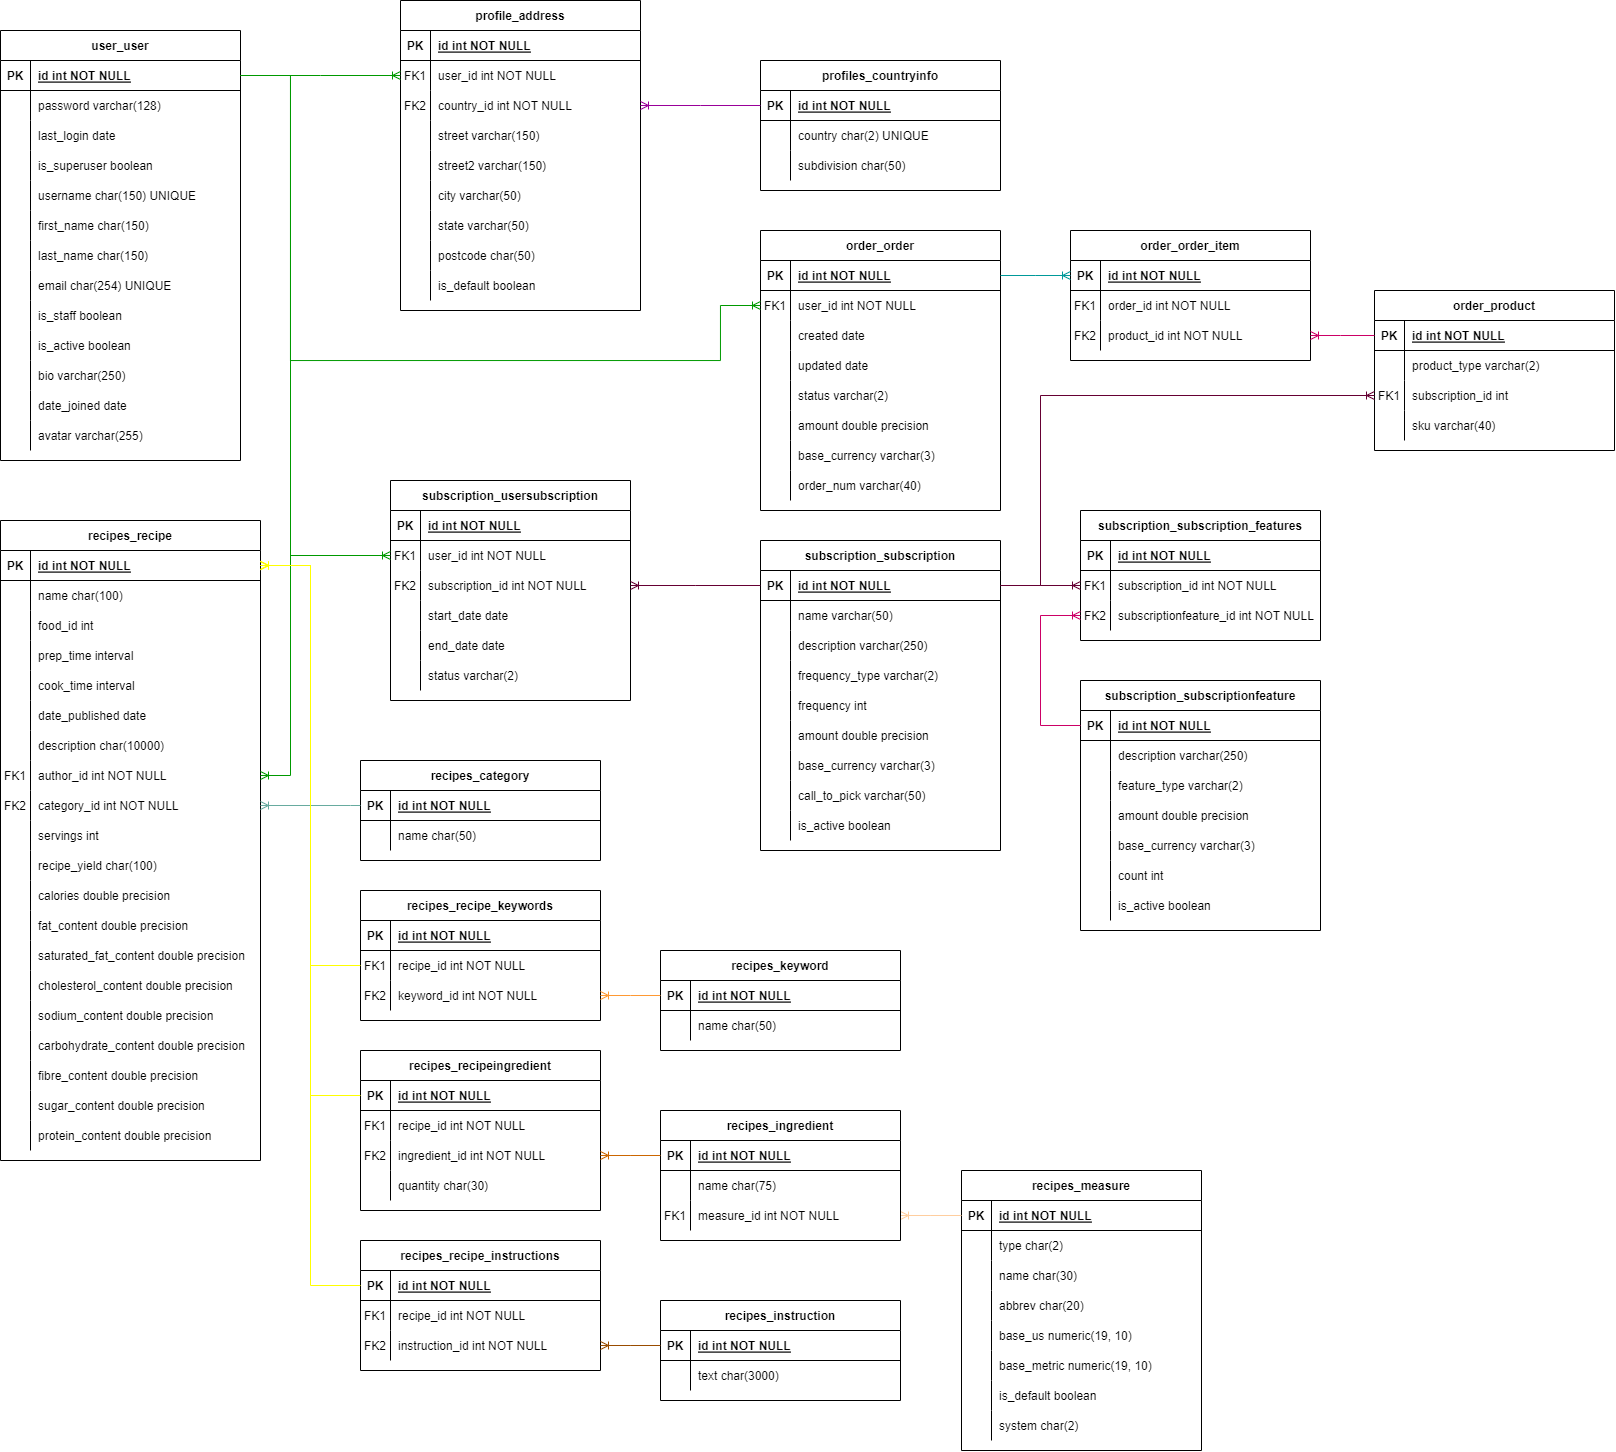 user_user
PK id int NOT NULL
password varchar(128)
last_login date
is_superuser boolean
username char(150) UNIQUE
first_name char(150)
last_name char(150)
email char(254) UNIQUE
is_staff boolean
is_active boolean
bio varchar(250)
date_joined date
avatar varchar(255)
profile_address
PK id int NOT NULL
FK1 user_id int NOT NULL
FK2 country_id int NOT NULL
street varchar(150)
street2 varchar(150)
city varchar(50)
state varchar(50)
postcode char(50)
is_default boolean
profiles_countryinfo
PK id int NOT NULL
country char(2) UNIQUE
subdivision char(50)
order_order
PK id int NOT NULL
FK1 user_id int NOT NULL
created date
updated date
status varchar(2)
amount double precision
base_currency varchar(3)
order_num varchar(40)
order_order_item
PK id int NOT NULL
FK1 order_id int NOT NULL
FK2 product_id int NOT NULL
order_product
PK id int NOT NULL
product_type varchar(2)
FK1 subscription_id int
sku varchar(40)
recipes_recipe
PK id int NOT NULL
name char(100)
food_id int
prep_time interval
cook_time interval
date_published date
description char(10000)
FK1 author_id int NOT NULL
FK2 category_id int NOT NULL
servings int
recipe_yield char(100)
calories double precision
fat_content double precision
saturated_fat_content double precision
cholesterol_content double precision
sodium_content double precision
carbohydrate_content double precision
fibre_content double precision
sugar_content double precision
protein_content double precision
subscription_usersubscription
PK id int NOT NULL
FK1 user_id int NOT NULL
FK2 subscription_id int NOT NULL
start_date date
end_date date
status varchar(2)
subscription_subscription
PK id int NOT NULL
name varchar(50)
description varchar(250)
frequency_type varchar(2)
frequency int
amount double precision
base_currency varchar(3)
call_to_pick varchar(50)
is_active boolean
subscription_subscription_features
PK id int NOT NULL
FK1 subscription_id int NOT NULL
FK2 subscriptionfeature_id int NOT NULL
subscription_subscriptionfeature
PK id int NOT NULL
description varchar(250)
feature_type varchar(2)
amount double precision
base_currency varchar(3)
count int
is_active boolean
recipes_category
PK id int NOT NULL
name char(50)
recipes_recipe_keywords
PK id int NOT NULL
FK1 recipe_id int NOT NULL
FK2 keyword_id int NOT NULL
recipes_keyword
PK id int NOT NULL
name char(50)
recipes_recipeingredient
PK id int NOT NULL
FK1 recipe_id int NOT NULL
FK2 ingredient_id int NOT NULL
quantity char(30)
recipes_ingredient
PK id int NOT NULL
name char(75)
FK1 measure_id int NOT NULL
recipes_measure
PK id int NOT NULL
type char(2)
name char(30)
abbrev char(20)
base_us numeric(19, 10)
base_metric numeric(19, 10)
is_default boolean
system char(2)
recipes_recipe_instructions
PK id int NOT NULL
FK1 recipe_id int NOT NULL
FK2 instruction_id int NOT NULL
recipes_instruction
PK id int NOT NULL
text char(3000)